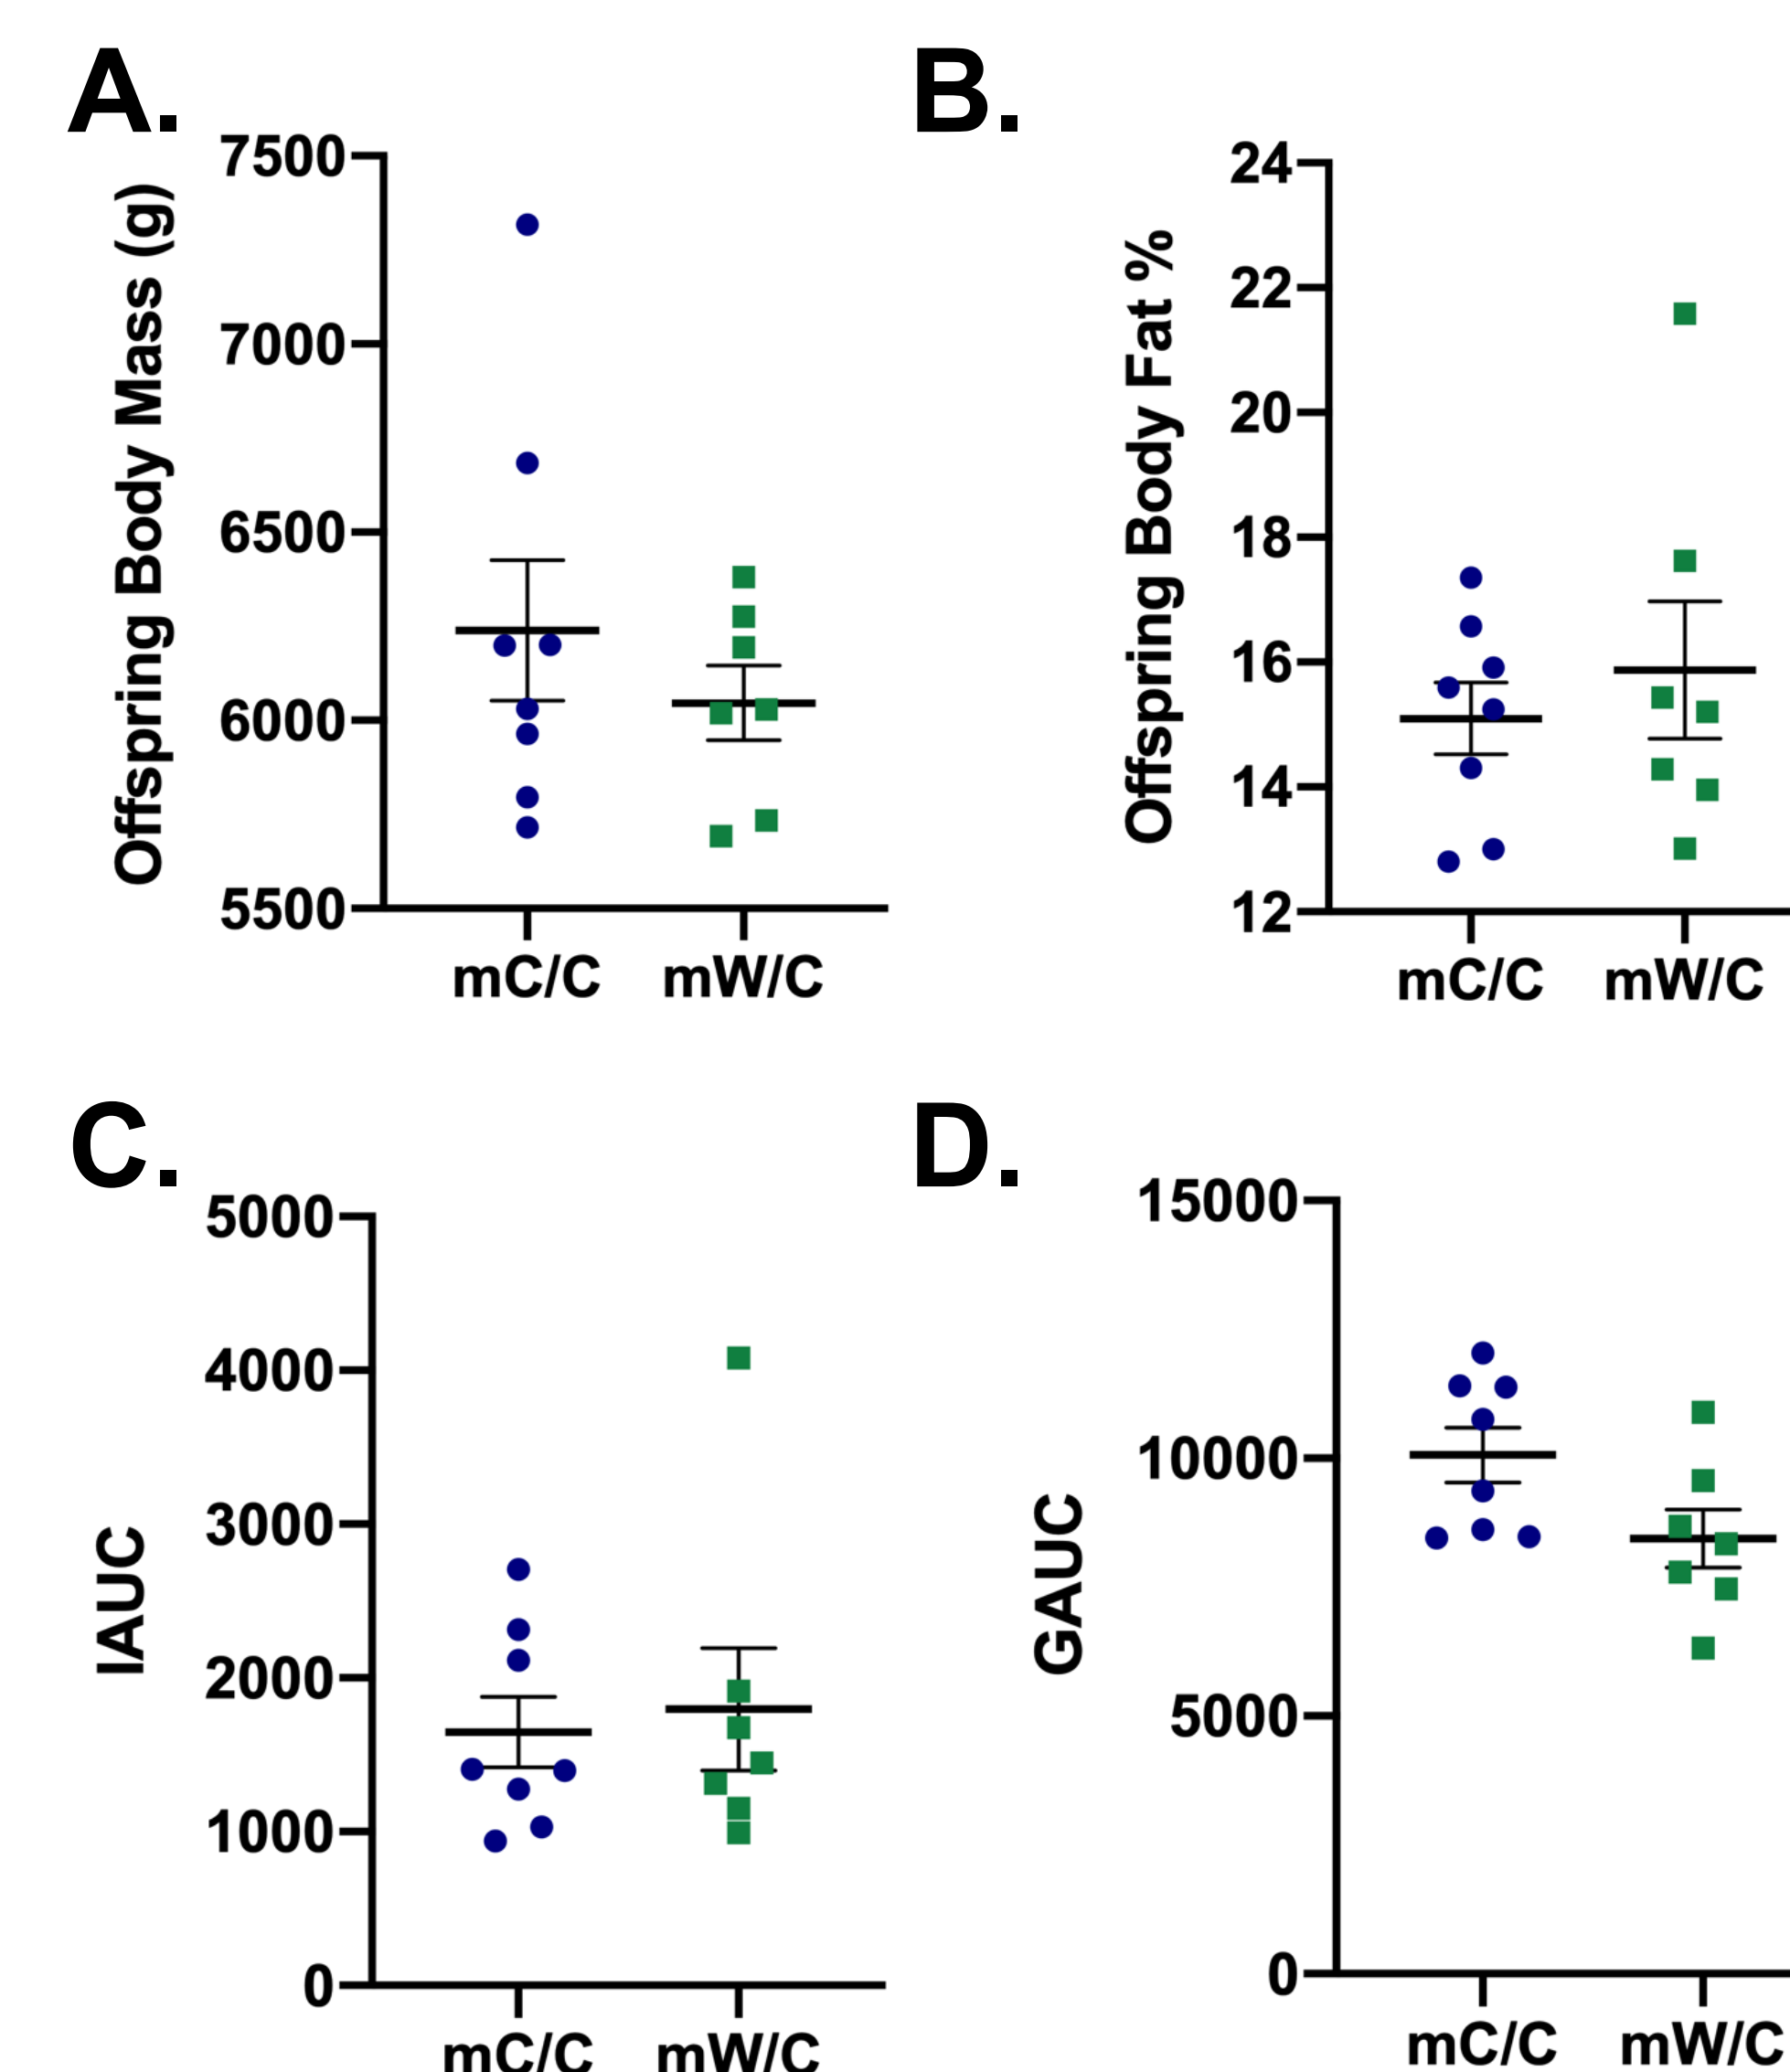 A.
Offspring Body Mass (g)
7500
7000
6500
6000
5500
mC/C mW/C
B.
Offspring Body Fat %
24
22
20
18
16
14
12
mC/C mW/C
C.
IAUC
5000
4000
3000
2000
1000
0
mC/C mW/C
D.
GAUC
15000
10000
5000
0
mC/C mW/C